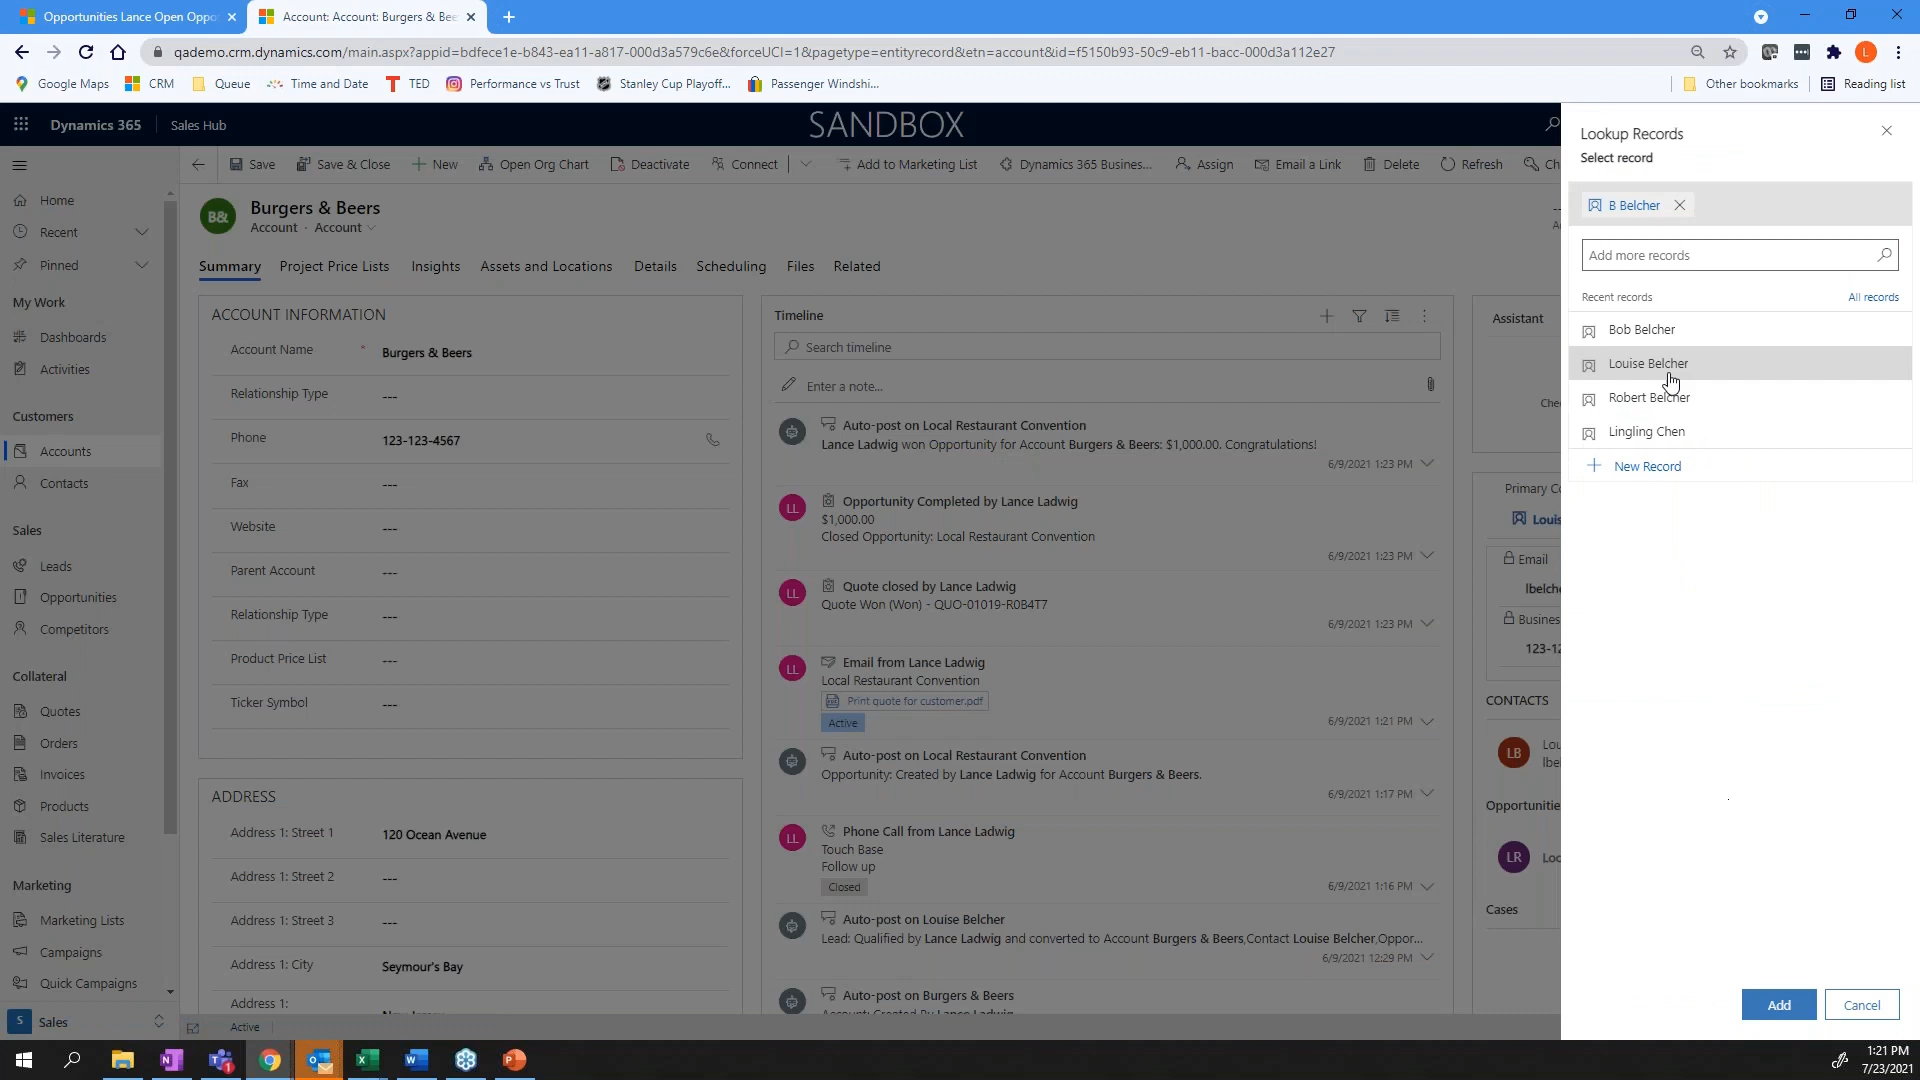 Opportunities Lance Open Oppo
Account: Account: Burgers & Bee
qademo.crm.dynamics.com/main.aspx?appid=bdfece1e-b843-ea11-a817-000d3a579c6e&forceUCI=1&pagetype=entityrecord&etn=account&id=f5150b93-50c9-eb11-bacc-000d3a112e27
L
Google Maps
CRM
Queue
Time and Date
TED
Performance vs Trust
Stanley Cup Playoff...
Passenger Windshi...
Other bookmarks
Reading list
Dynamics 365
Sales Hub
SANDBOX
Home
Recent
Pinned
My Work
Dashboards
Activities
Customers
Accounts
Contacts
Sales
Leads
Opportunities
Competitors
Collateral
Quotes
Orders
Invoices
Products
Sales Literature
Marketing
Marketing Lists
Campaigns
Quick Campaigns
S Sales
Save
Save & Close
New
Open Org Chart
Deactivate
Connect
Add to Marketing List
Dynamics 365 Busines...
Assign
Email a Link
Delete
Refresh
Ch
B&
Burgers & Beers
Account · Account
Summary
Project Price Lists
Insights
Assets and Locations
Details
Scheduling
Files
Related
ACCOUNT INFORMATION
Account Name * Burgers & Beers
Relationship Type ---
Phone 123-123-4567
Fax ---
Website ---
Parent Account ---
Relationship Type ---
Product Price List ---
Ticker Symbol ---
ADDRESS
Address 1: Street 1 120 Ocean Avenue
Address 1: Street 2 ---
Address 1: Street 3 ---
Address 1: City Seymour's Bay
Address 1:
Active
Timeline
Search timeline
Enter a note...
Auto-post on Local Restaurant Convention
Lance Ladwig won Opportunity for Account Burgers & Beers: $1,000.00. Congratulations!
6/9/2021 1:23 PM
LL
Opportunity Completed by Lance Ladwig
$1,000.00
Closed Opportunity: Local Restaurant Convention
6/9/2021 1:23 PM
LL
Quote closed by Lance Ladwig
Quote Won (Won) - QUO-01019-R0B4T7
6/9/2021 1:23 PM
LL
Email from Lance Ladwig
Local Restaurant Convention
Print quote for customer.pdf
Active
6/9/2021 1:21 PM
Auto-post on Local Restaurant Convention
Opportunity: Created by Lance Ladwig for Account Burgers & Beers.
6/9/2021 1:17 PM
LL
Phone Call from Lance Ladwig
Touch Base
Follow up
Closed
6/9/2021 1:16 PM
Auto-post on Louise Belcher
Lead: Qualified by Lance Ladwig and converted to Account Burgers & Beers,Contact Louise Belcher,Oppor...
6/9/2021 12:29 PM
Auto-post on Burgers & Beers
Assistant
Che
Primary Co
Louis
Email
lbelche
Busines
123-12
CONTACTS
LB
Lou
lbe
Opportunitie
LR
Loc
Cases
Lookup Records
Select record
B Belcher
Add more records
Recent records
All records
Bob Belcher
Louise Belcher
Robert Belcher
Lingling Chen
New Record
Add
Cancel
1:21 PM
7/23/2021